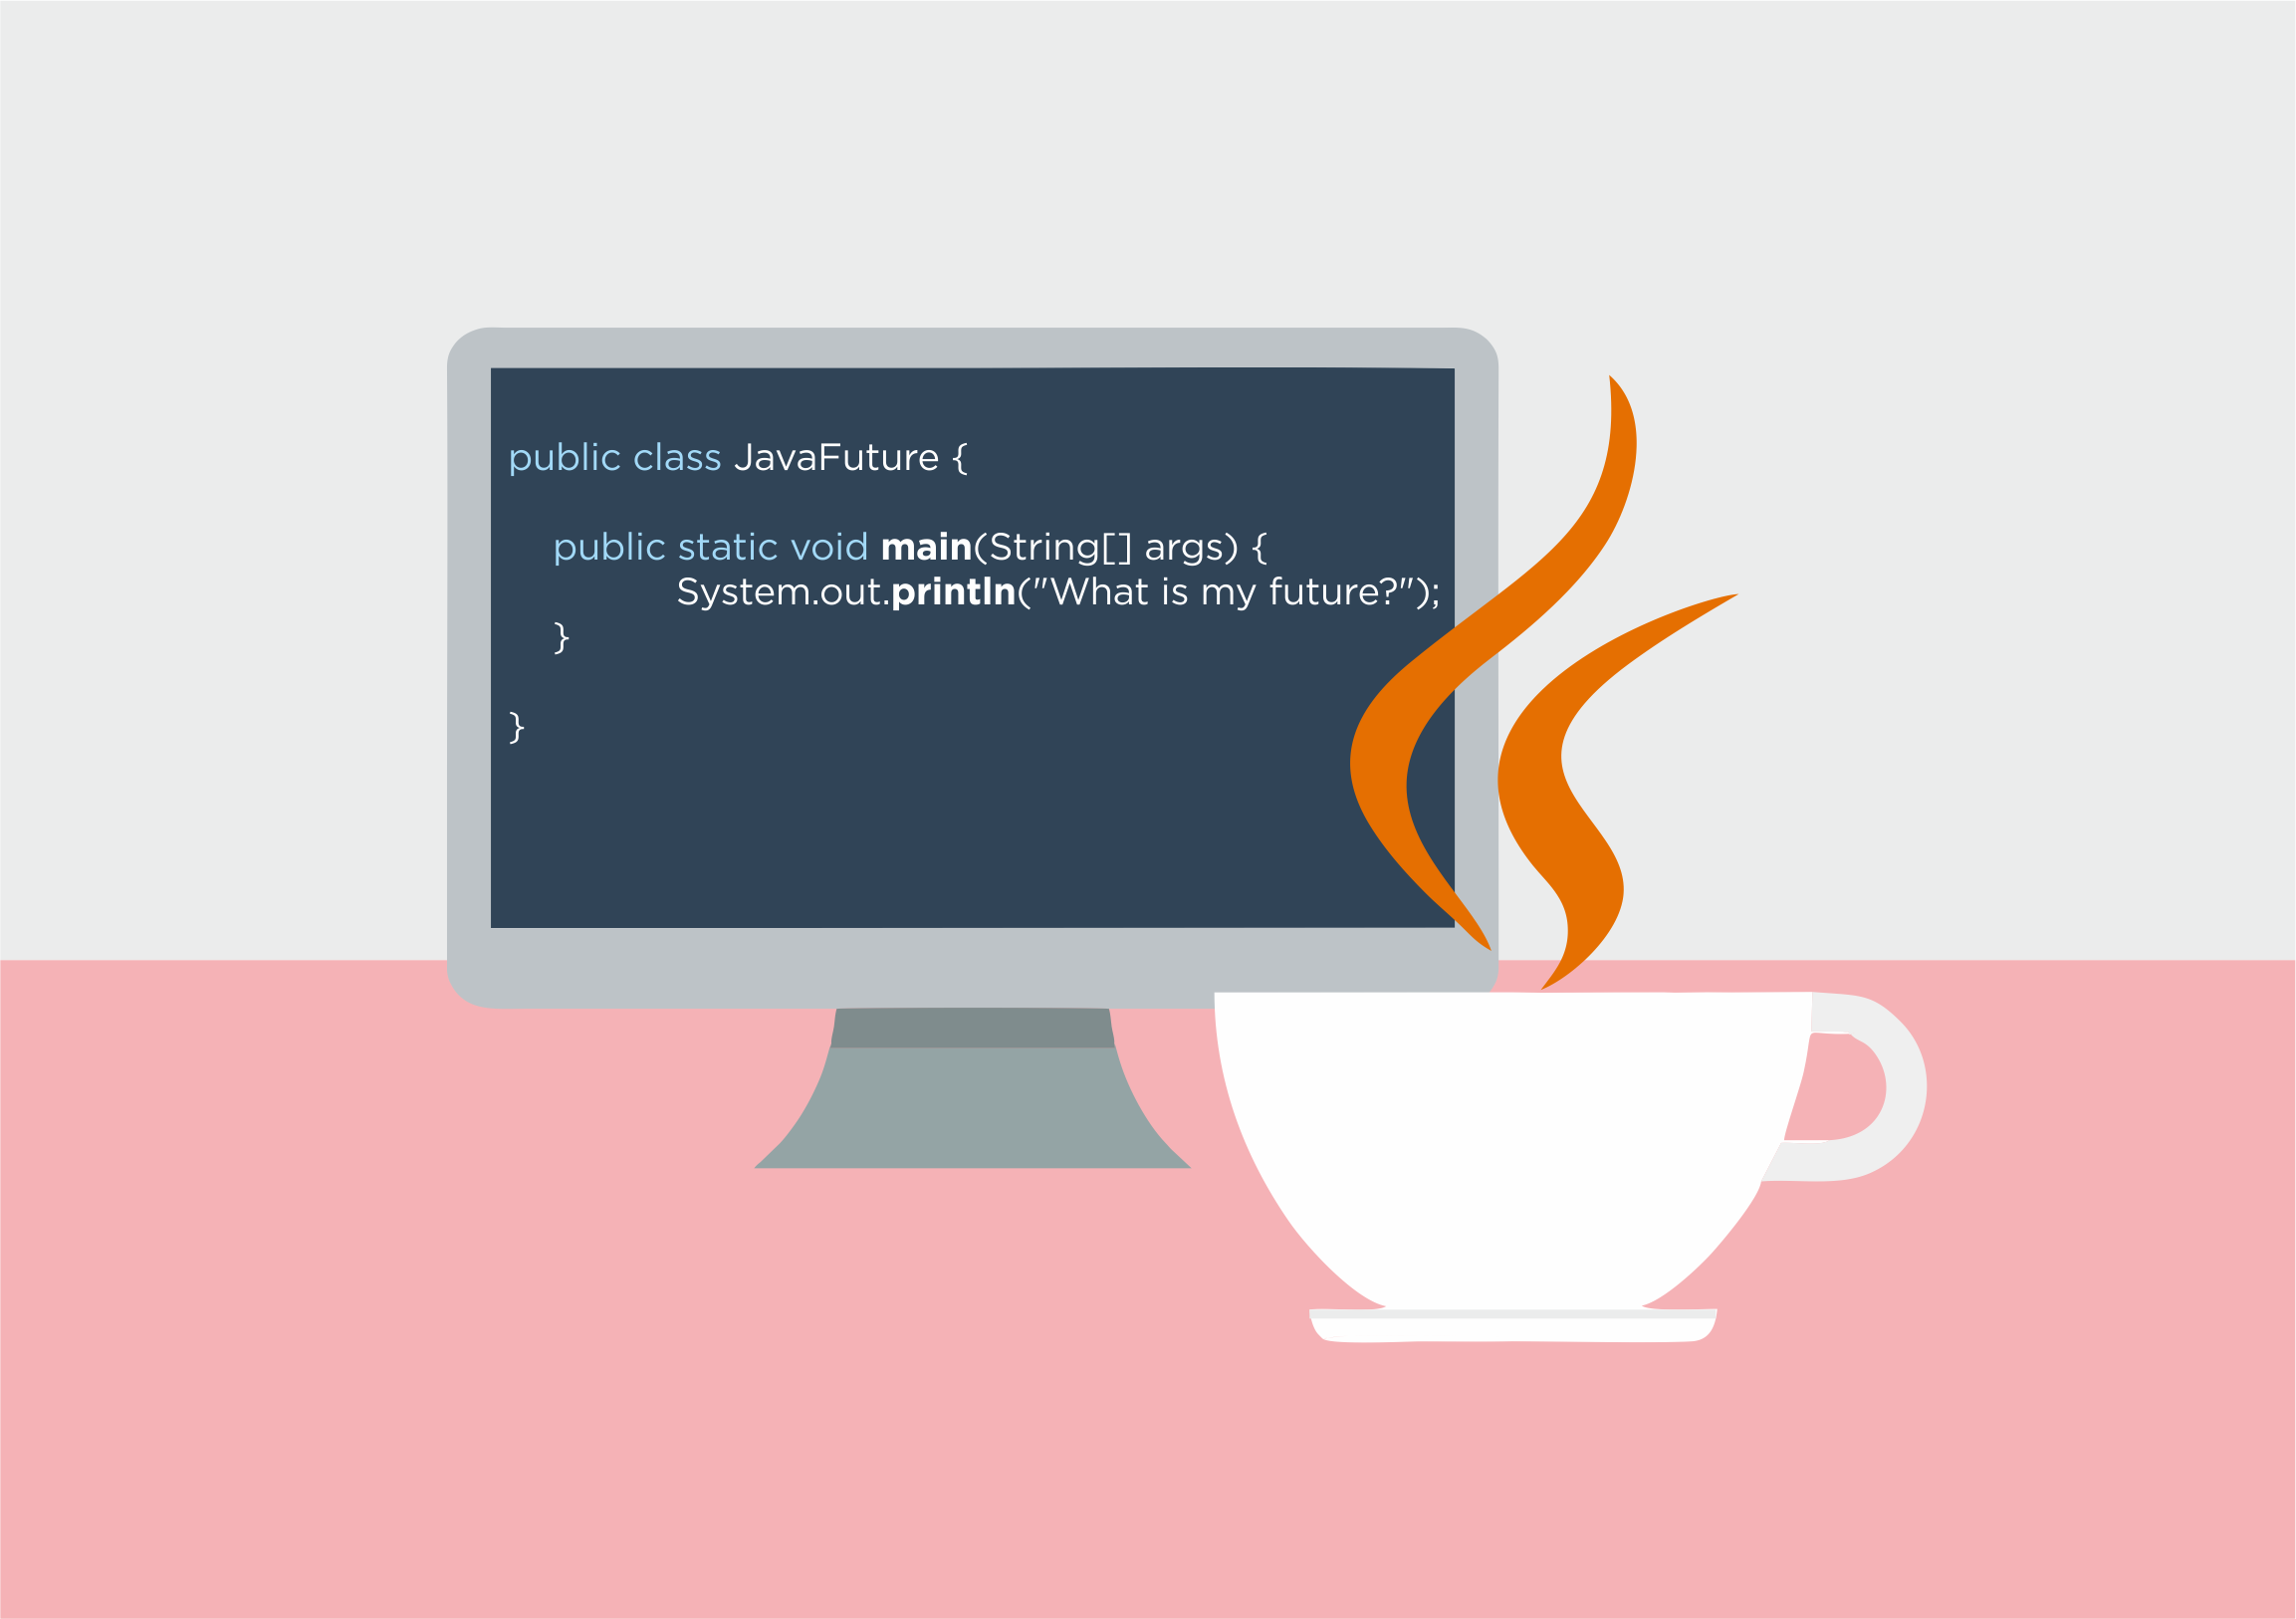 public class JavaFuture {
public static void main(String[] args) {
System.out.println("What is my future?");
}
}